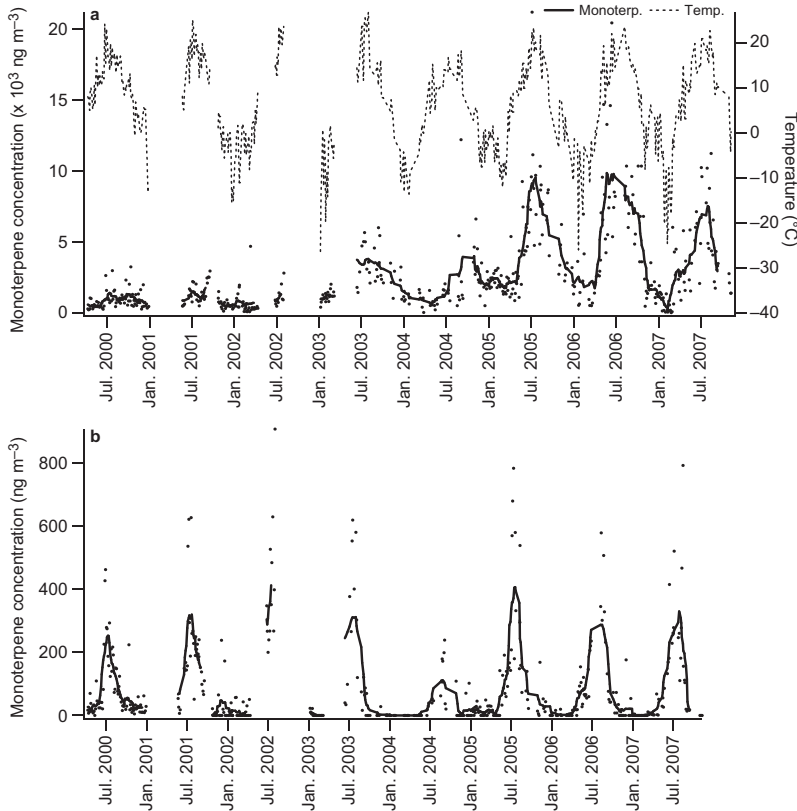 a
Monoterp.
Temp.
Monoterpene concentration (x 10³ ng m⁻³)
20
15
10
5
0
Temperature (°C)
20
10
0
–10
–20
–30
–40
Jul. 2000
Jan. 2001
Jul. 2001
Jan. 2002
Jul. 2002
Jan. 2003
Jul. 2003
Jan. 2004
Jul. 2004
Jan. 2005
Jul. 2005
Jan. 2006
Jul. 2006
Jan. 2007
Jul. 2007
b
Monoterpene concentration (ng m⁻³)
800
600
400
200
0
Jul. 2000
Jan. 2001
Jul. 2001
Jan. 2002
Jul. 2002
Jan. 2003
Jul. 2003
Jan. 2004
Jul. 2004
Jan. 2005
Jul. 2005
Jan. 2006
Jul. 2006
Jan. 2007
Jul. 2007